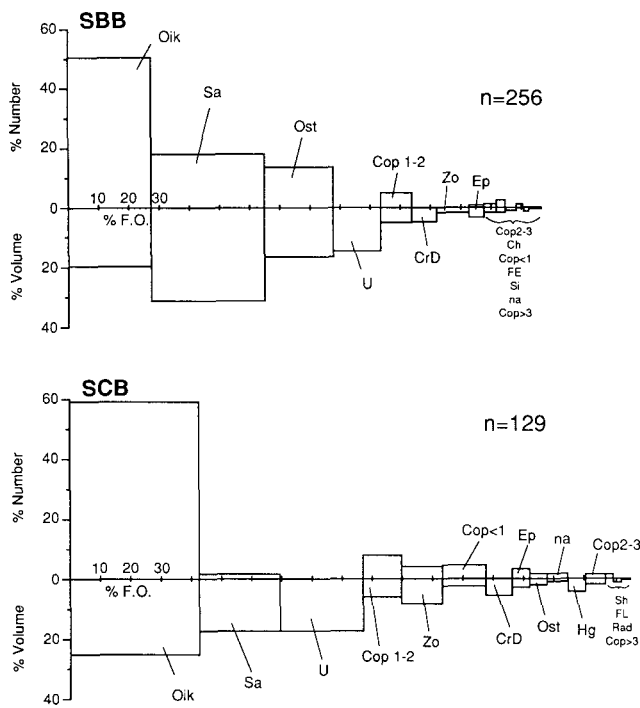 SBB
60
Oik
% Number
40
Sa
n=256
Ost
20
Cop 1-2
Zo
Ep
10 20 30
0
% F.O.
Cop2-3
Ch
Cop<1
FE
Si
na
Cop>3
CrD
U
% Volume
20
40
SCB
60
n=129
% Number
40
20
Cop<1
Ep
na
Cop2-3
10 20 30
0
% F.O.
Sh
FL
Rad
Cop>3
Ost
Hg
CrD
Zo
Cop 1-2
U
Sa
Oik
% Volume
20
40